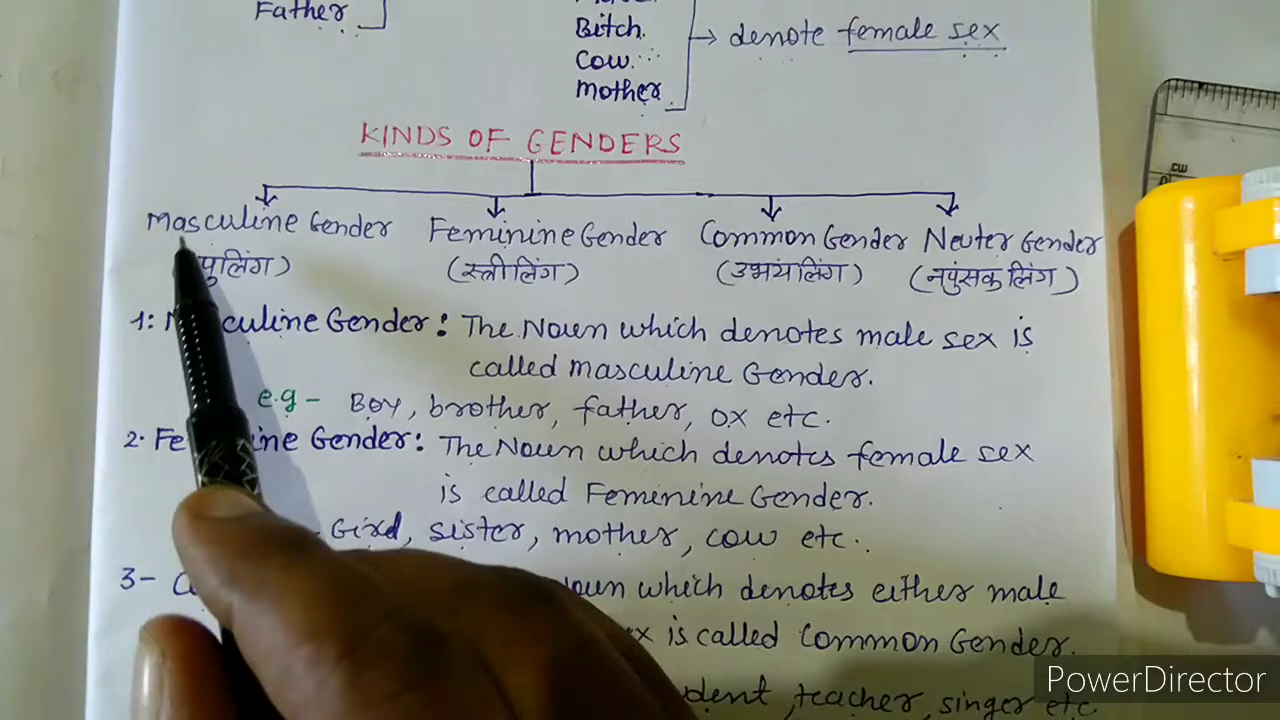 Father
Bitch.
Cow.
Mother
denote female sex
KINDS OF GENDERS
Masculine Gender Feminine Gender Common Gender Neuter Gender
पुलिंग) (स्त्रीलिंग) (उभयलिंग) (नपुंसकलिंग)
1: culine Gender: The Noun which denotes male sex is
called masculine Gender.
e.g - Boy, brother, father, ox etc.
2. Fe ine Gender: The Noun which denotes female sex
is called Feminine Gender.
Girl, sister, mother, cow etc.
3- Noun which denotes either male
is called Common Gender.
dent, teacher, singer etc
CW
PowerDirector